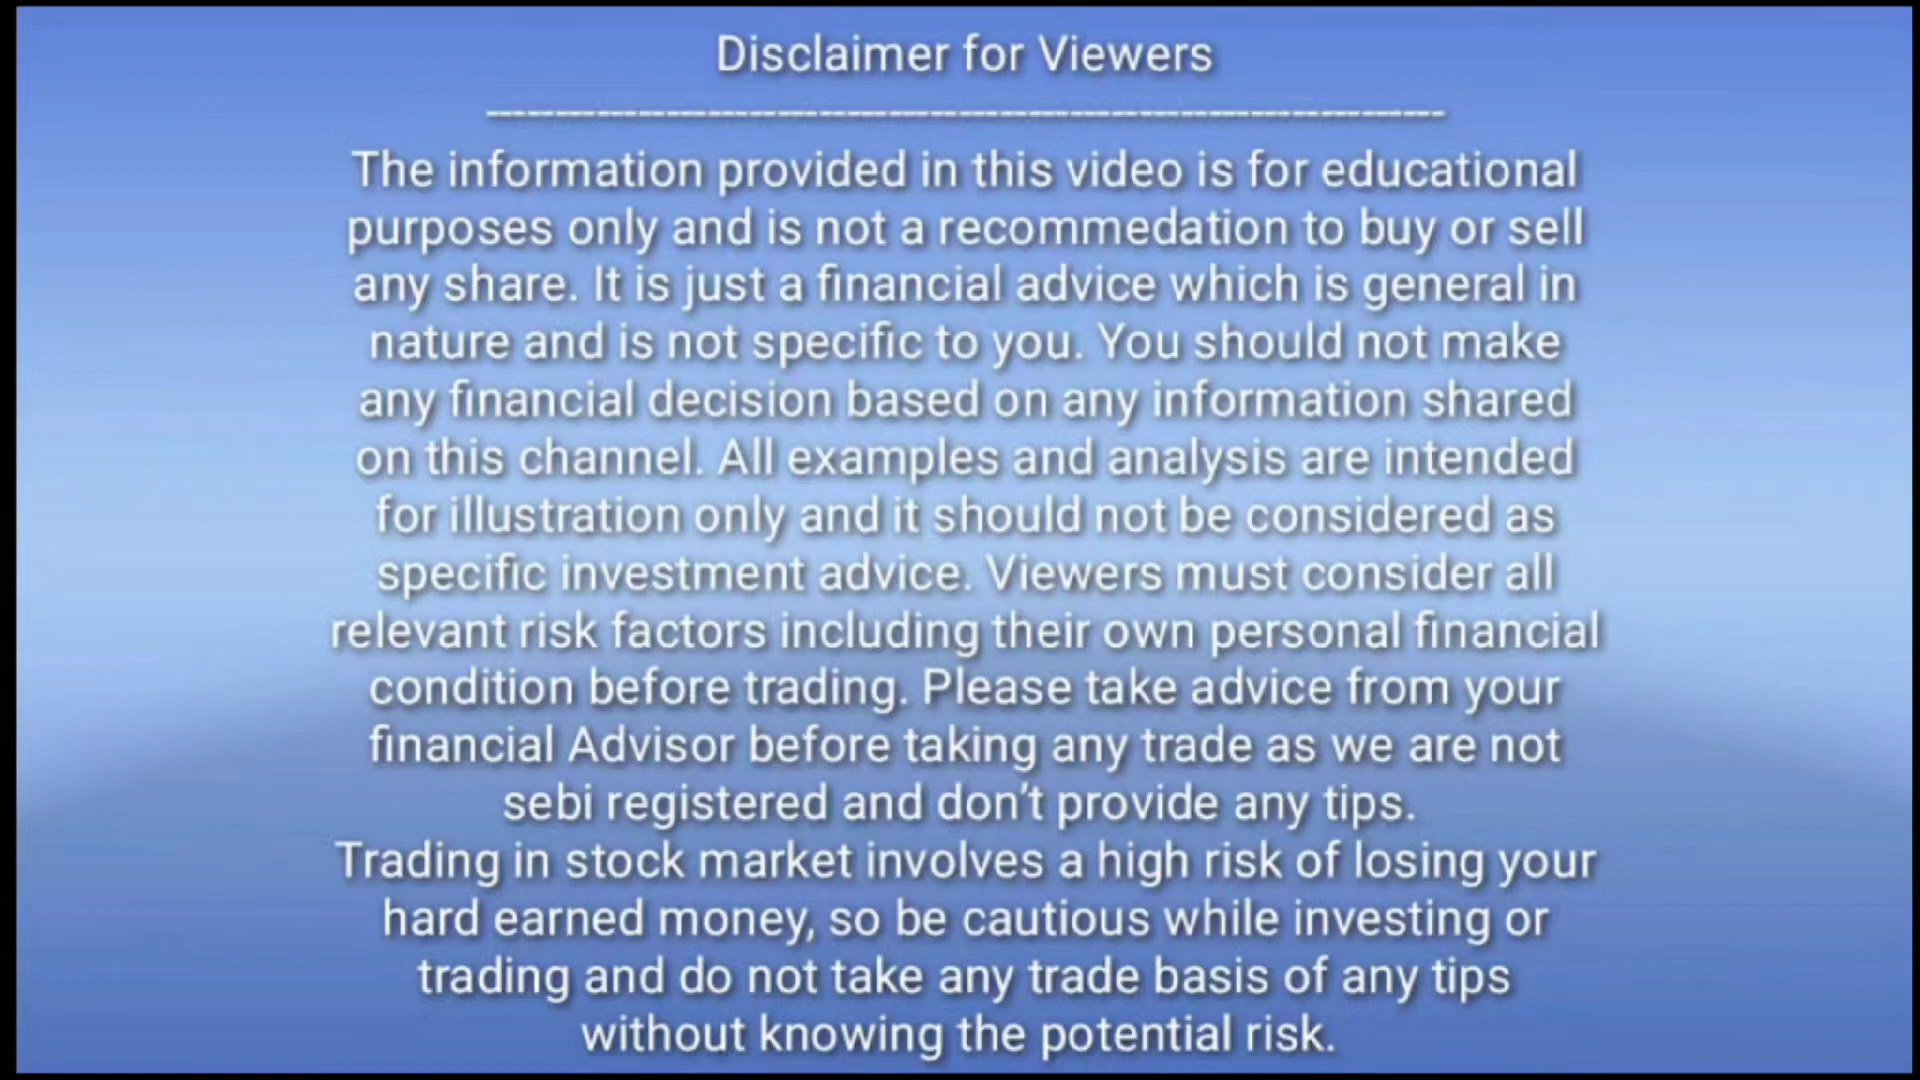 Disclaimer for Viewers
The information provided in this video is for educational
purposes only and is not a recommedation to buy or sell
any share. It is just a financial advice which is general in
nature and is not specific to you. You should not make
any financial decision based on any information shared
on this channel. All examples and analysis are intended
for illustration only and it should not be considered as
specific investment advice. Viewers must consider all
relevant risk factors including their own personal financial
condition before trading. Please take advice from your
financial Advisor before taking any trade as we are not
sebi registered and don’t provide any tips.
Trading in stock market involves a high risk of losing your
hard earned money, so be cautious while investing or
trading and do not take any trade basis of any tips
without knowing the potential risk.